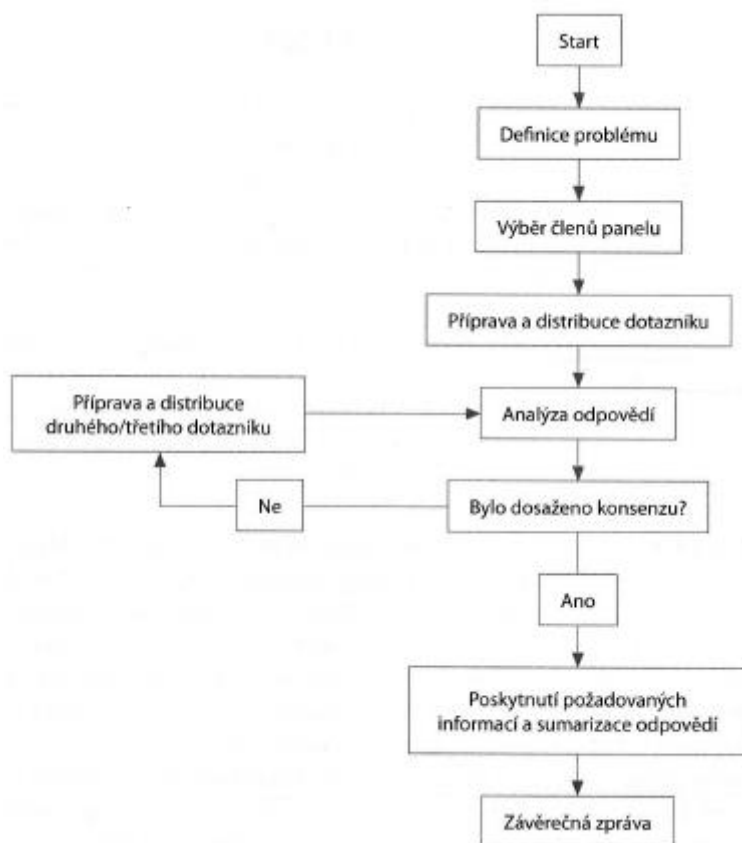 Start
Definice problému
Výběr členů panelu
Příprava a distribuce dotazníku
Příprava a distribuce
druhého/třetího dotazníku
Analýza odpovědí
Ne
Bylo dosaženo konsenzu?
Ano
Poskytnutí požadovaných
informací a sumarizace odpovědí
Závěrečná zpráva